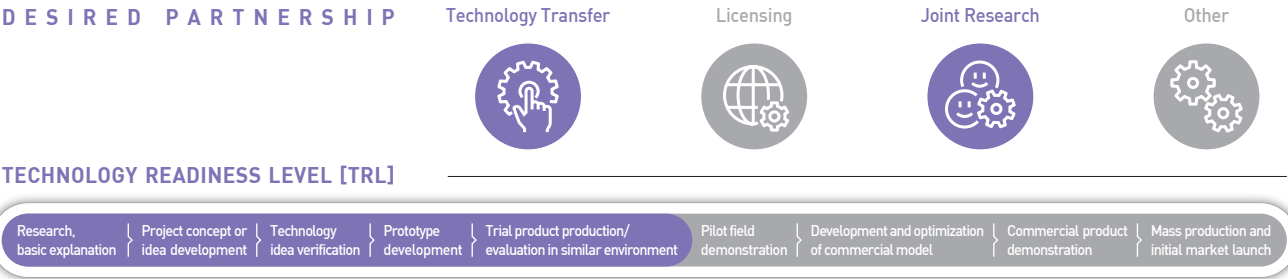 DESIRED PARTNERSHIP
Technology Transfer
Licensing
Joint Research
Other
TECHNOLOGY READINESS LEVEL [TRL]
Research,
basic explanation
Project concept or
idea development
Technology
idea verification
Prototype
development
Trial product production/
evaluation in similar environment
Pilot field
demonstration
Development and optimization
of commercial model
Commercial product
demonstration
Mass production and
initial market launch